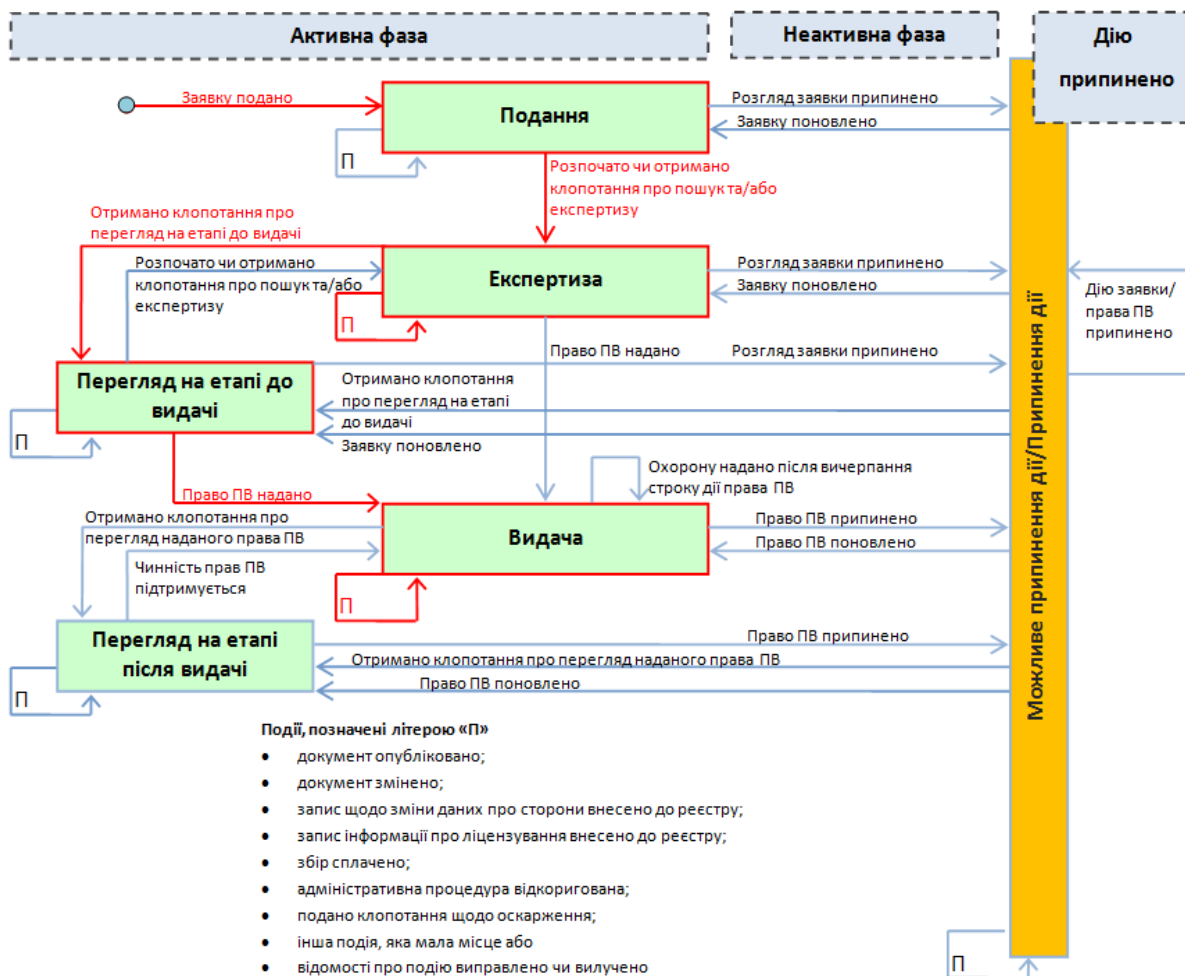 Активна фаза
Неактивна фаза
Дію
припинено
Заявку подано
Подання
Розгляд заявки припинено
Заявку поновлено
П
Розпочато чи отримано
клопотання про пошук та/або
експертизу
Отримано клопотання про
перегляд на етапі до видачі
Розпочато чи отримано
клопотання про пошук та/або
експертизу
Експертиза
Розгляд заявки припинено
Заявку поновлено
П
Дію заявки/
права ПВ
припинено
Право ПВ надано
Розгляд заявки припинено
Перегляд на етапі до
видачі
Отримано клопотання
про перегляд на етапі
до видачі
Заявку поновлено
П
Право ПВ надано
Охорону надано після вичерпання
строку дії права ПВ
Отримано клопотання про
перегляд наданого права ПВ
Видача
Право ПВ припинено
Право ПВ поновлено
Чинність прав ПВ
підтримується
П
Перегляд на етапі
після видачі
Право ПВ припинено
Отримано клопотання про перегляд наданого права ПВ
Право ПВ поновлено
П
Можливе припинення дії/Припинення дії
Події, позначені літерою «П»
• документ опубліковано;
• документ змінено;
• запис щодо зміни даних про сторони внесено до реєстру;
• запис інформації про ліцензування внесено до реєстру;
• збір сплачено;
• адміністративна процедура відкоригована;
• подано клопотання щодо оскарження;
• інша подія, яка мала місце або
• відомості про подію виправлено чи вилучено
П